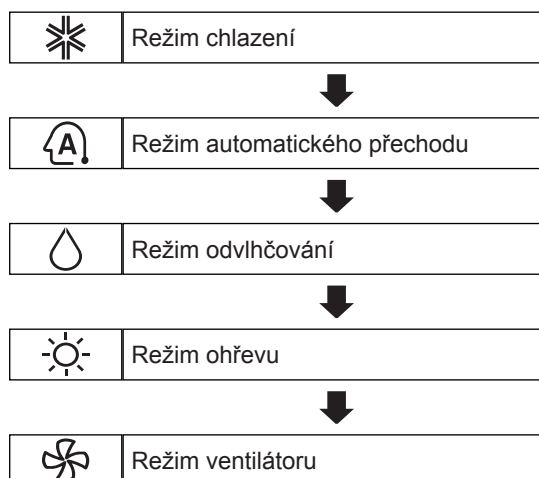 Režim chlazení
A
Režim automatického přechodu
Režim odvlhčování
Režim ohřevu
Režim ventilátoru